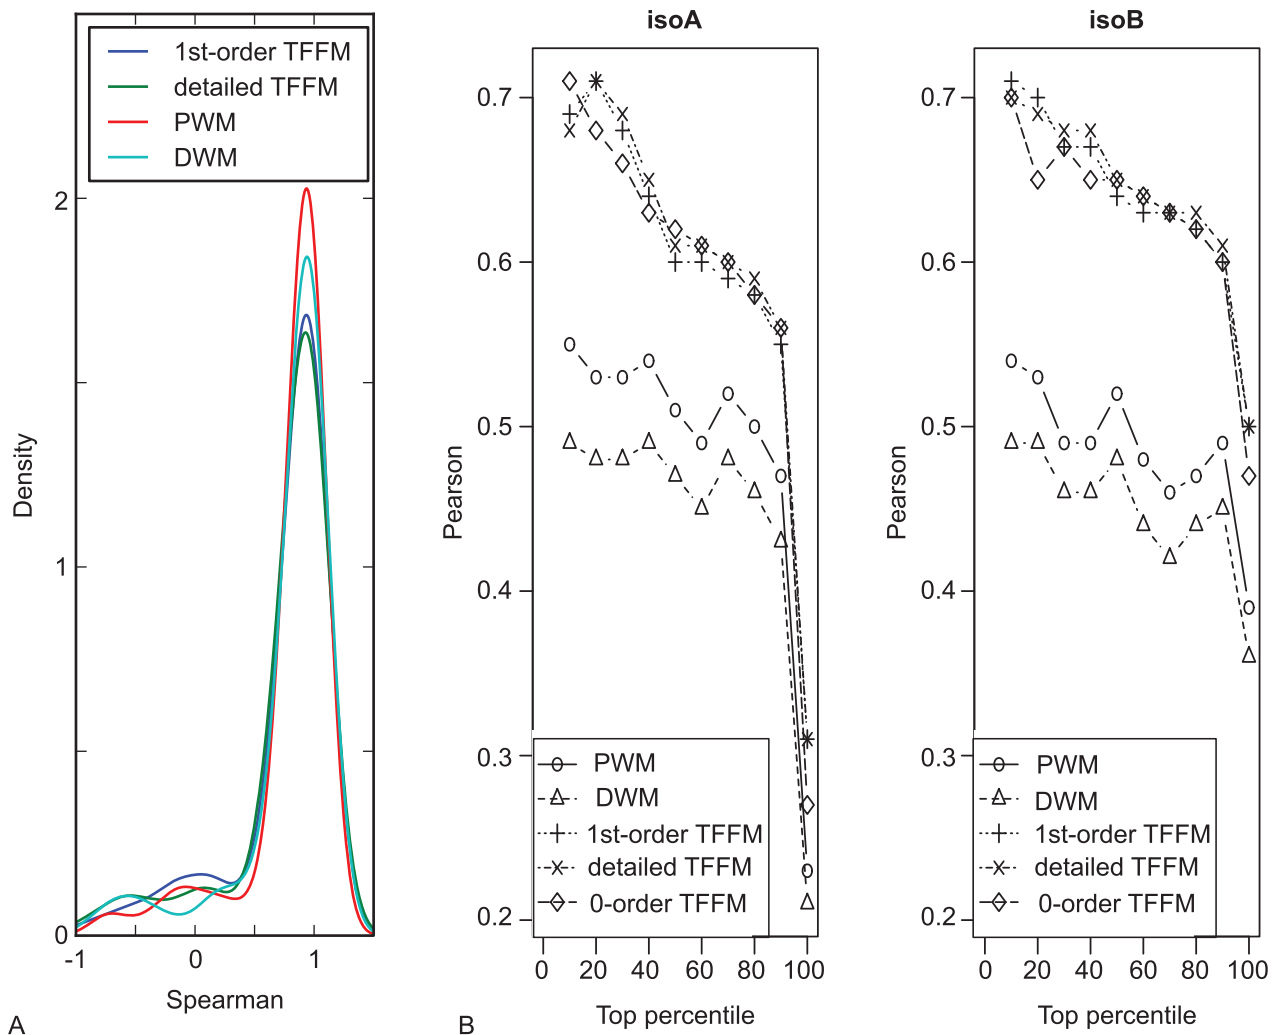 1st-order TFFM
detailed TFFM
PWM
DWM
2
1
0
-1
0
1
Density
Spearman
A
isoA
0.7
0.6
0.5
0.4
0.3
0.2
Pearson
PWM
DWM
1st-order TFFM
detailed TFFM
0-order TFFM
0 20 40 60 80 100
Top percentile
B
isoB
0.7
0.6
0.5
0.4
0.3
0.2
Pearson
PWM
DWM
1st-order TFFM
detailed TFFM
0-order TFFM
0 20 40 60 80 100
Top percentile